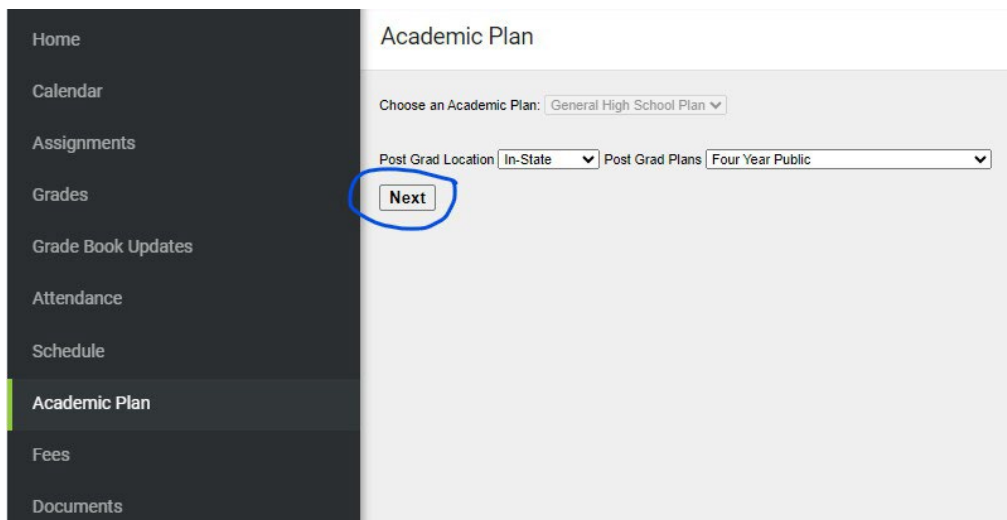 Home
Calendar
Assignments
Grades
Grade Book Updates
Attendance
Schedule
Academic Plan
Fees
Documents
Academic Plan
Choose an Academic Plan: General High School Plan
Post Grad Location In-State Post Grad Plans Four Year Public
Next